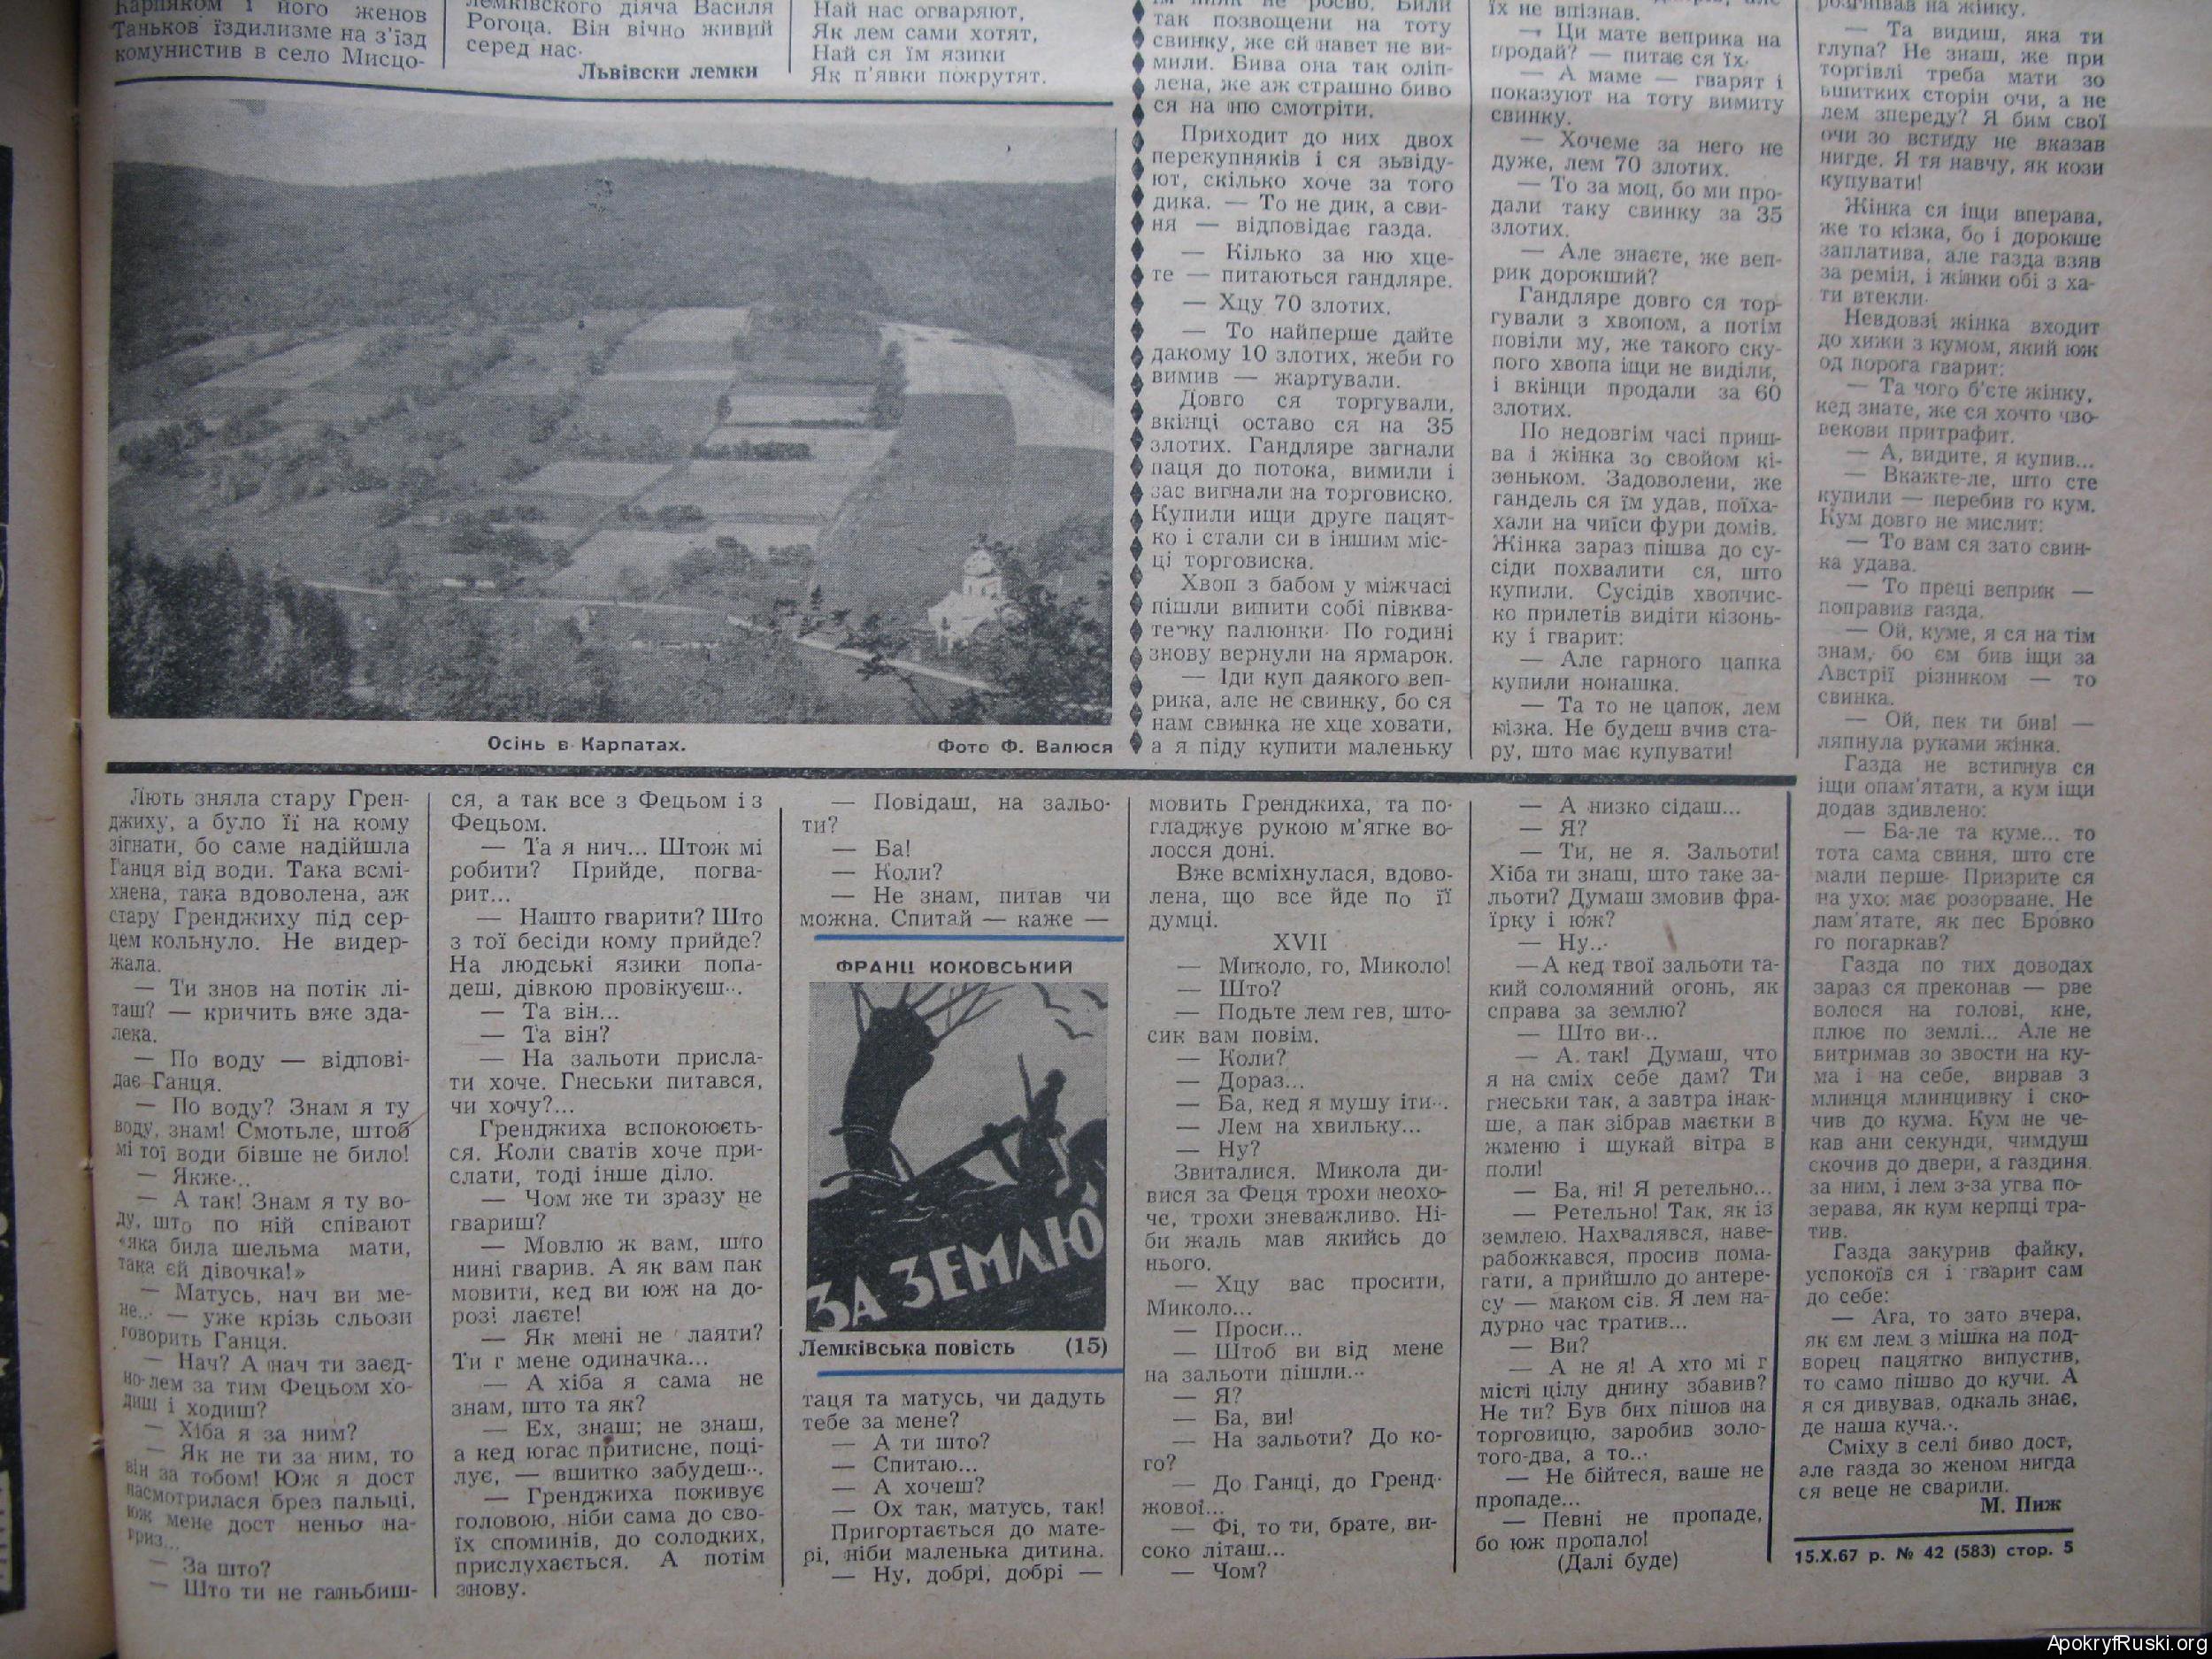 Карпяком і його женов
Таньков їздилизме на з'їзд
комунистив в село Мисцо-
лемківского діяча Василя
Рогоца. Він вічно живий
серед нас.
Львівски лемки
Най нас огваряют,
Як лем сами хотят,
Най ся їм язики
Як п'явки покрутят.
Осінь в Карпатах.
Фото Ф. Валюся
так позвощени на тоту
свинку, же єй навет не ви-
мили. Бива она так оліп-
лена, же аж страшно биво
ся на ню смотріти.
Приходит до них двох
перекупняків і ся звіду-
ют, скілько хоче за того
дика. — То не дик, а сви-
ня — відповідає газда.
— Кілько за ню хце-
те — питаються гандляре.
— Хцу 70 злотих.
— То найперше дайте
дакому 10 злотих, жеби го
вимив — жартували.
Довго ся торгували,
вкінці оставо ся на 35
злотих. Гандляре загнали
паця до потока, вимили і
зас вигнали на торговиско.
Купили ищи друге пацят-
ко і стали си в іншим міс-
ці торговиска.
Хвоп з бабом у міжчасі
пішли випити собі півква-
терку палюнки. По годині
знову вернули на ярмарок.
— Іди куп даякого веп-
рика, але не свинку, бо ся
нам свинка не хце ховати,
а я піду купити маленьку
їх не впізнав.
— Ци мате веприка на
продай? — питає ся їх.
— А маме — гварят і
показуют на тоту вимиту
свинку.
— Хочеме за него не
дуже, лем 70 злотих.
— То за моц, бо ми про-
дали таку свинку за 35
злотих.
— Але знаєте, же веп-
рик дорокший?
Гандляре довго ся тор-
гували з хвопом, а потім
повіли му, же такого ску-
пого хвопа іщи не виділи,
і вкінци продали за 60
злотих.
По недовгім часі приш-
ва і жінка зо свойом кі-
зоньком. Задоволени, же
гандель ся їм удав, поїха-
хали на чиїси фури домів.
Жінка зараз пішва до су-
сіди похвалити ся, што
купили. Сусідів хвопчис-
ко прилетів видіти кізонь-
ку і гварит:
— Але гарного цапка
купили нонашка.
— Та то не цапок, лем
кізка. Не будеш вчив ста-
ру, што має купувати!
розгнівав на жінку.
— Та видиш, яка ти
глупа? Не знаш, же при
торгівлі треба мати зо
вшитких сторін очи, а не
лем зпереду? Я бим свої
очи зо встиду не вказав
нигде. Я тя навчу, як кози
купувати!
Жінка ся іщи вперава,
же то кізка, бо і дорокше
заплатива, але газда взяв
за ремін, і жінки обі з ха-
ти втекли.
Невдовзі жінка входит
до хижи з кумом, який юж
од порога гварит:
— Та чого б'єте жінку,
кед знате, же ся хочто чво-
векови притрафит.
— А, видите, я купив...
— Вкажте-ле, што сте
купили — перебив го кум.
Кум довго не мислит:
— То вам ся зато свин-
ка удава.
— То преці веприк —
поправив газда.
— Ой, куме, я ся на тім
знам, бо єм бив іщи за
Австрії різником — то
свинка.
— Ой, пек ти бив! —
ляпнула руками жінка.
Газда не встигнув ся
іщи опам'ятати, а кум іщи
додав здивлено:
— Ба-ле та куме... то
тота сама свиня, што сте
мали перше. Призрите ся
на ухо: має розорване. Не
пам'ятате, як пес Бровко
го погаркав?
Газда по тих доводах
зараз ся преконав — рве
волося на голові, кне,
плює по землі... Але не
витримав зо звости на ку-
ма і на себе, вирвав з
млинця млинцивку і ско-
чив до кума. Кум не че-
кав ани секунди, чимдуш
скочив до двери, а газдиня
за ним, і лем з-за угва по-
зерава, як кум керпці тра-
тив.
Газда закурив файку,
успокоїв ся і гварит сам
до себе:
— Ага, то зато вчера,
як єм лем з мішка на под-
ворец пацятко випустив,
то само пішво до кучи. А
я ся дивував, одкаль знає,
де наша куча...
Сміху в селі биво дост,
але газда зо женом нигда
ся веце не сварили.
М. Пиж
Лють зняла стару Грен-
джиху, а було її на кому
зігнати, бо саме надійшла
Ганця від води. Така всмі-
хнена, така вдоволена, аж
стару Гренджиху під сер-
цем кольнуло. Не видер-
жала.
— Ти знов на потік лі-
таш? — кричить вже зда-
лека.
— По воду — відпові-
дає Ганця.
— По воду? Знам я ту
воду, знам! Смотьле, штоб
мі тої води бівше не било!
— Якже...
— А так! Знам я ту во-
ду, што по ній співают
«яка била шельма мати,
така єй дівочка!»
— Матусь, нач ви ме-
не... — уже крізь сльози
говорить Ганця.
— Нач? А нач ти заєд-
но-лем за тим Фецьом хо-
диш і ходиш?
— Хіба я за ним?
— Як не ти за ним, то
він за тобом! Юж я дост
насмотрилася брез пальці,
юж мене дост неньо на-
гриз...
— За што?
— Што ти не ганьбиш-
ся, а так все з Фецьом і з
Фецьом.
— Та я нич... Штож мі
робити? Прийде, погва-
рит...
— Нашто гварити? Што
з тої бесіди кому прийде?
На людські язики попа-
деш, дівкою провікуєш...
— Та він...
— Та він?
— На зальоти присла-
ти хоче. Гнеськи питався,
чи хочу?...
Гренджиха вспокоюєть-
ся. Коли сватів хоче при-
слати, тоді інше діло.
— Чом же ти зразу не
гвариш?
— Мовлю ж вам, што
нині гварив. А як вам пак
мовити, кед ви юж на до-
розі лаєте!
— Як мені не лаяти?
Ти г мене одиначка...
— А хіба я сама не
знам, што та як?
— Ех, знаш; не знаш,
а кед югас притисне, поці-
лує, — вшитко забудеш...
— Гренджиха покивує
головою, ніби сама до сво-
їх споминів, до солодких,
прислухається. А потім
знову.
— Повідаш, на зальо-
ти?
— Ба!
— Коли?
— Не знам, питав чи
можна. Спитай — каже —
ФРАНЦ КОКОВСЬКИЙ
ЗА ЗЕМЛЮ
Лемківська повість (15)
таця та матусь, чи дадуть
тебе за мене?
— А ти што?
— Спитаю...
— А хочеш?
— Ох так, матусь, так!
Пригортається до мате-
рі, ніби маленька дитина.
— Ну, добрі, добрі —
мовить Гренджиха, та по-
гладжує рукою м'ягке во-
лосся доні.
Вже всміхнулася, вдово-
лена, що все йде по її
думці.
XVII
— Миколо, го, Миколо!
— Што?
— Подьте лем гев, што-
сик вам повім.
— Коли?
— Дораз...
— Ба, кед я мушу іти...
— Лем на хвильку...
— Ну?
Звиталися. Микола ди-
вися за Феця трохи неохо-
че, трохи зневажливо. Ні-
би жаль мав якийсь до
нього.
— Хцу вас просити,
Миколо...
— Проси...
— Штоб ви від мене
на зальоти пішли...
— Я?
— Ба, ви!
— На зальоти? До ко-
го?
— До Ганці, до Гренд-
жової...
— Фі, то ти, брате, ви-
соко літаш...
— Чом?
— А низко сідаш...
— Я?
— Ти, не я. Зальоти!
Хіба ти знаш, што таке за-
льоти? Думаш змовив фра-
їрку і юж?
— Ну...
—А кед твої зальоти та-
кий соломяний огонь, як
справа за землю?
— Што ви...
— А так! Думаш, что
я на сміх себе дам? Ти
гнеськи так, а завтра інак-
ше, а пак зібрав маєтки в
жменю і шукай вітра в
поли!
— Ба, ні! Я ретельно...
— Ретельно! Так, як із
землею. Нахвалявся, наве-
рабожкався, просив пома-
гати, а прийшло до антере-
су — маком сів. Я лем на-
дурно час тратив...
— Ви?
— А не я! А хто мі г
місті цілу днину збавив?
Не ти? Був бих пішов на
торговицю, заробив золо-
того-два, а то...
— Не бійтеся, ваше не
пропаде...
— Певні не пропаде,
бо юж пропало!
(Далі буде)
15.X.67 р. № 42 (583) стор. 5
ApokryfRuski.org